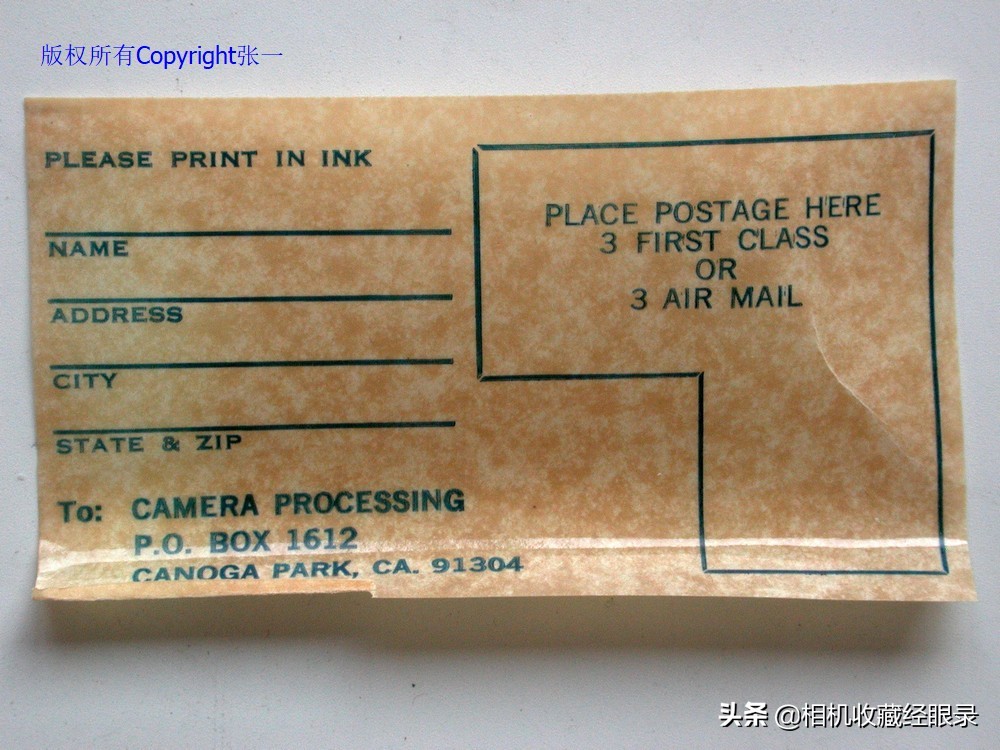 版权所有Copyright张一
PLEASE PRINT IN INK
NAME
ADDRESS
CITY
STATE & ZIP
To: CAMERA PROCESSING
P.O. BOX 1612
CANOGA PARK, CA. 91304
PLACE POSTAGE HERE
3 FIRST CLASS
OR
3 AIR MAIL
头条 @相机收藏经眼录